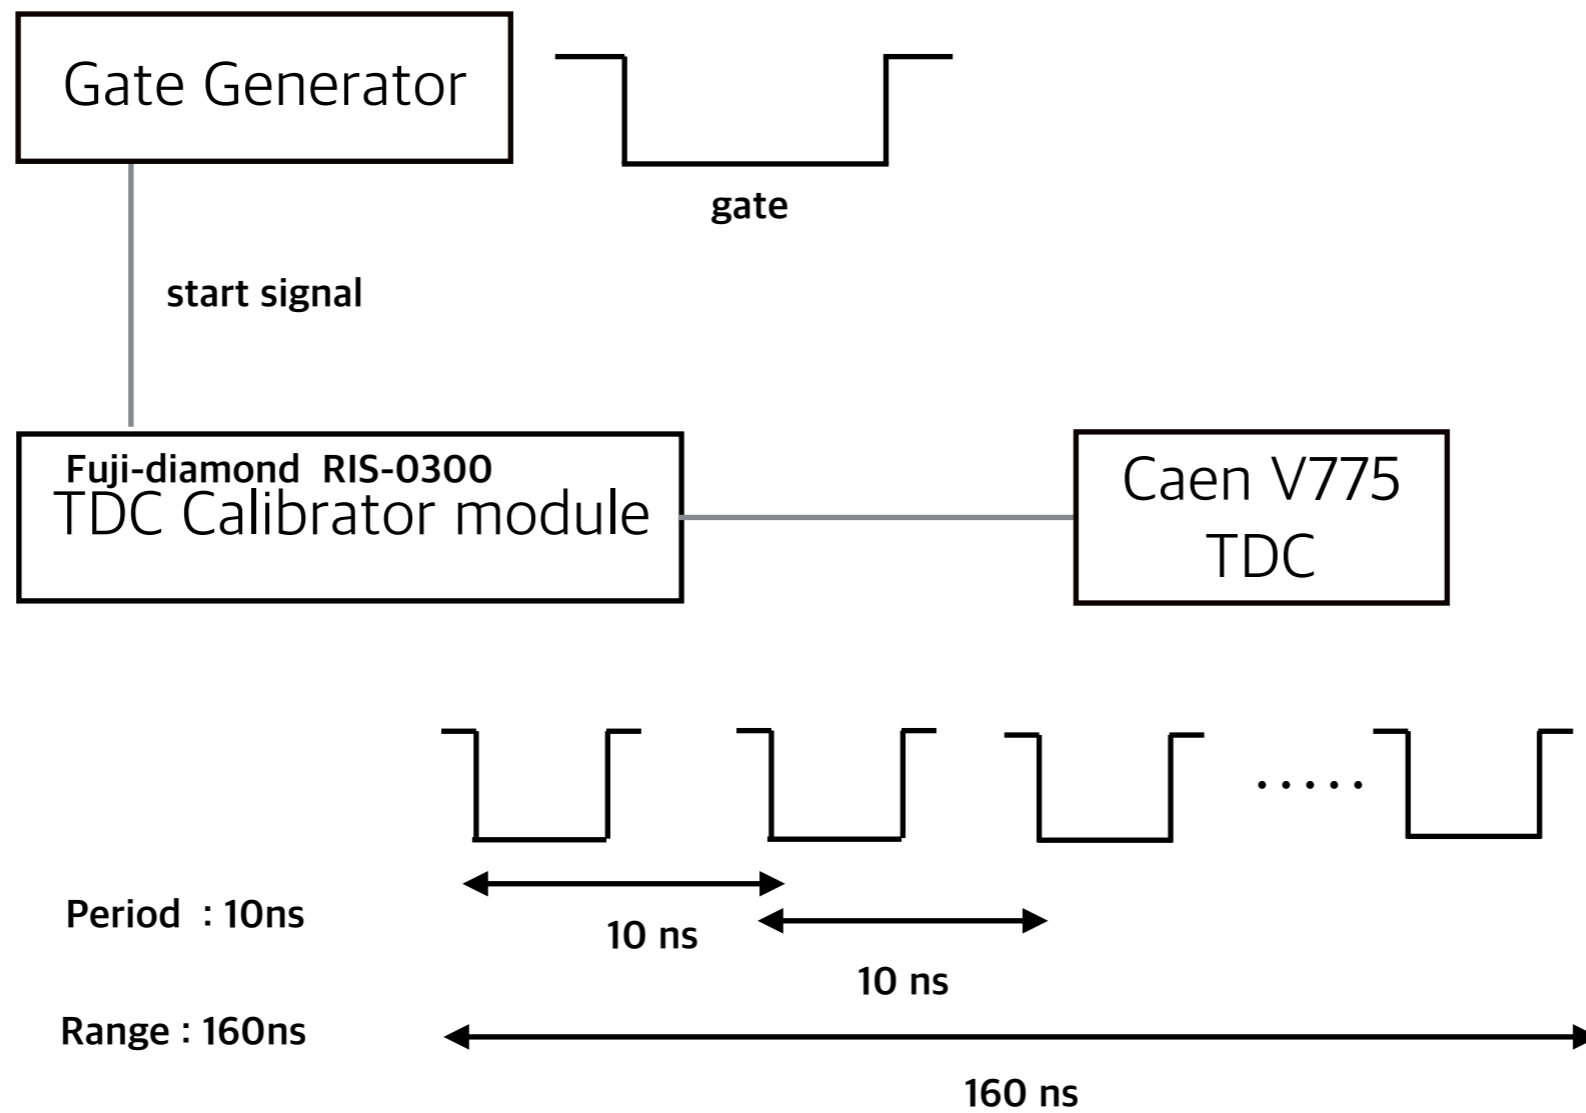 Gate Generator
gate
start signal
Fuji-diamond RIS-0300
TDC Calibrator module
Caen V775
TDC
.....
Period : 10ns
10 ns
10 ns
Range : 160ns
160 ns